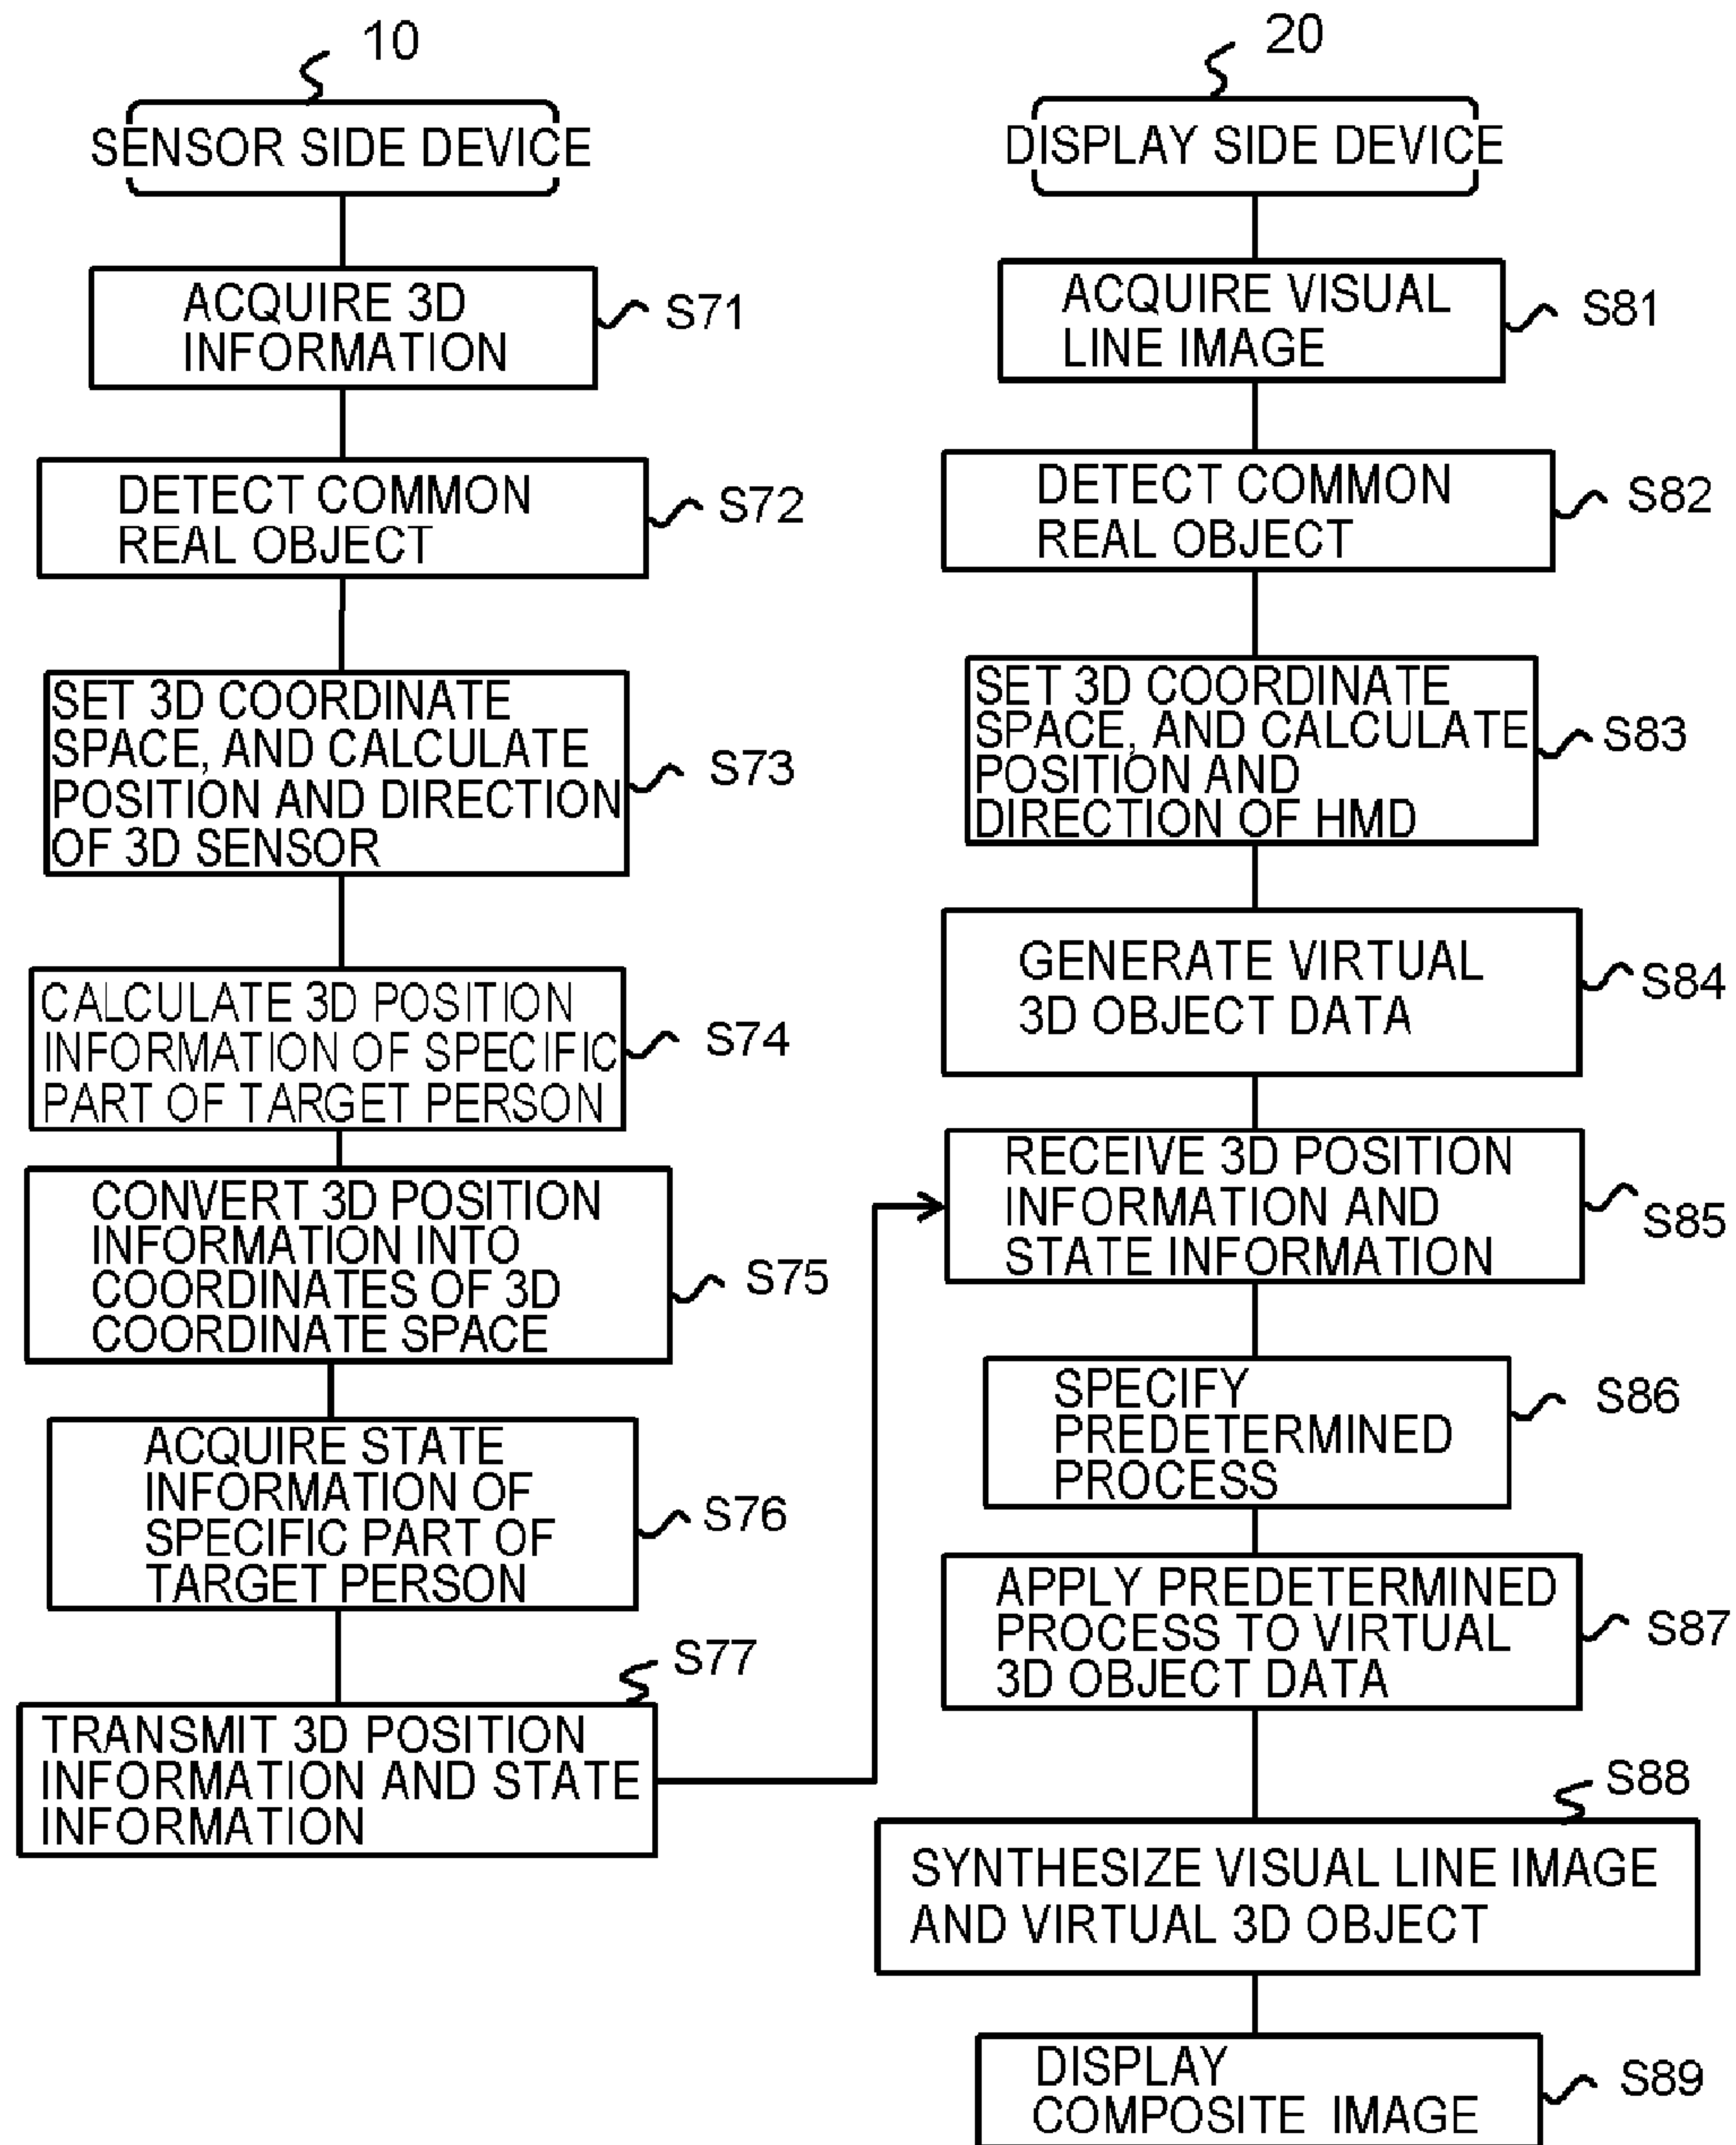 10
SENSOR SIDE DEVICE
ACQUIRE 3D
INFORMATION
S71
DETECT COMMON
REAL OBJECT
S72
SET 3D COORDINATE
SPACE, AND CALCULATE
POSITION AND DIRECTION
OF 3D SENSOR
S73
CALCULATE 3D POSITION
INFORMATION OF SPECIFIC
PART OF TARGET PERSON
S74
CONVERT 3D POSITION
INFORMATION INTO
COORDINATES OF 3D
COORDINATE SPACE
S75
ACQUIRE STATE
INFORMATION OF
SPECIFIC PART OF
TARGET PERSON
S76
S77
TRANSMIT 3D POSITION
INFORMATION AND STATE
INFORMATION
20
DISPLAY SIDE DEVICE
ACQUIRE VISUAL
LINE IMAGE
S81
DETECT COMMON
REAL OBJECT
S82
SET 3D COORDINATE
SPACE, AND CALCULATE
POSITION AND
DIRECTION OF HMD
S83
GENERATE VIRTUAL
3D OBJECT DATA
S84
RECEIVE 3D POSITION
INFORMATION AND
STATE INFORMATION
S85
SPECIFY
PREDETERMINED
PROCESS
S86
APPLY PREDETERMINED
PROCESS TO VIRTUAL
3D OBJECT DATA
S87
S88
SYNTHESIZE VISUAL LINE IMAGE
AND VIRTUAL 3D OBJECT
DISPLAY
COMPOSITE IMAGE
S89